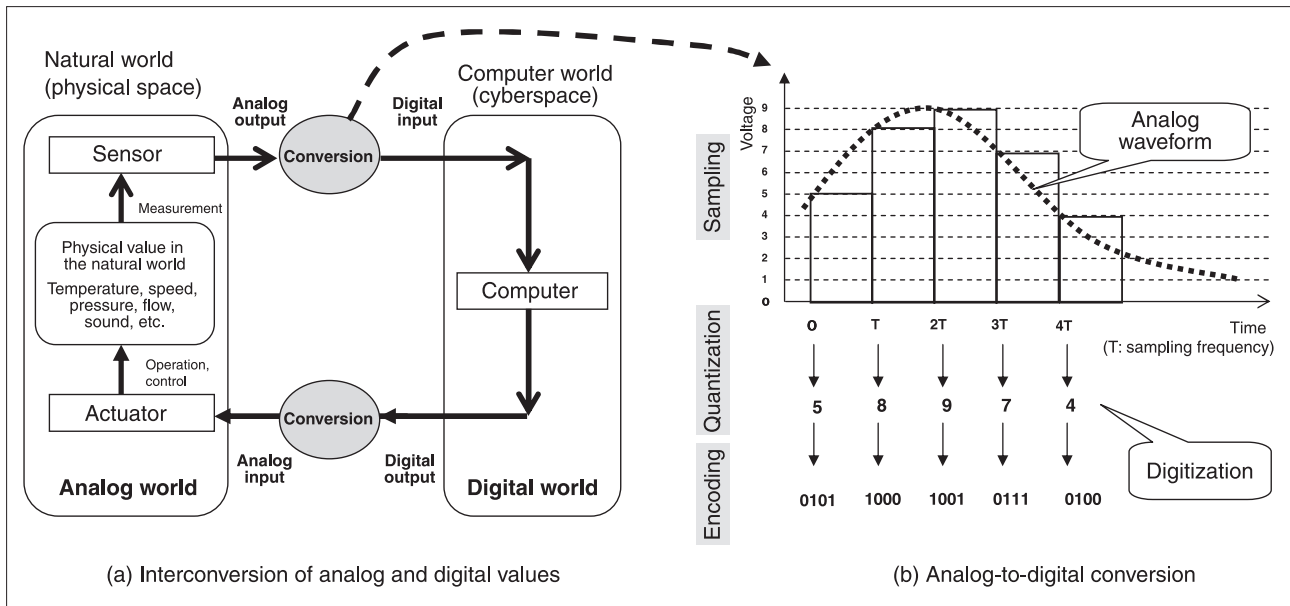 Natural world
(physical space)
Analog
output
Digital
input
Computer world
(cyberspace)
Sensor
Conversion
Measurement
Physical value in
the natural world
Temperature, speed,
pressure, flow,
sound, etc.
Computer
Operation,
control
Actuator
Conversion
Analog
input
Digital
output
Analog world
Digital world
(a) Interconversion of analog and digital values
Sampling
Voltage
9
8
7
6
5
4
3
2
1
0
Analog
waveform
0 T 2T 3T 4T
Time
(T: sampling frequency)
Quantization
5 8 9 7 4
Digitization
Encoding
0101 1000 1001 0111 0100
(b) Analog-to-digital conversion